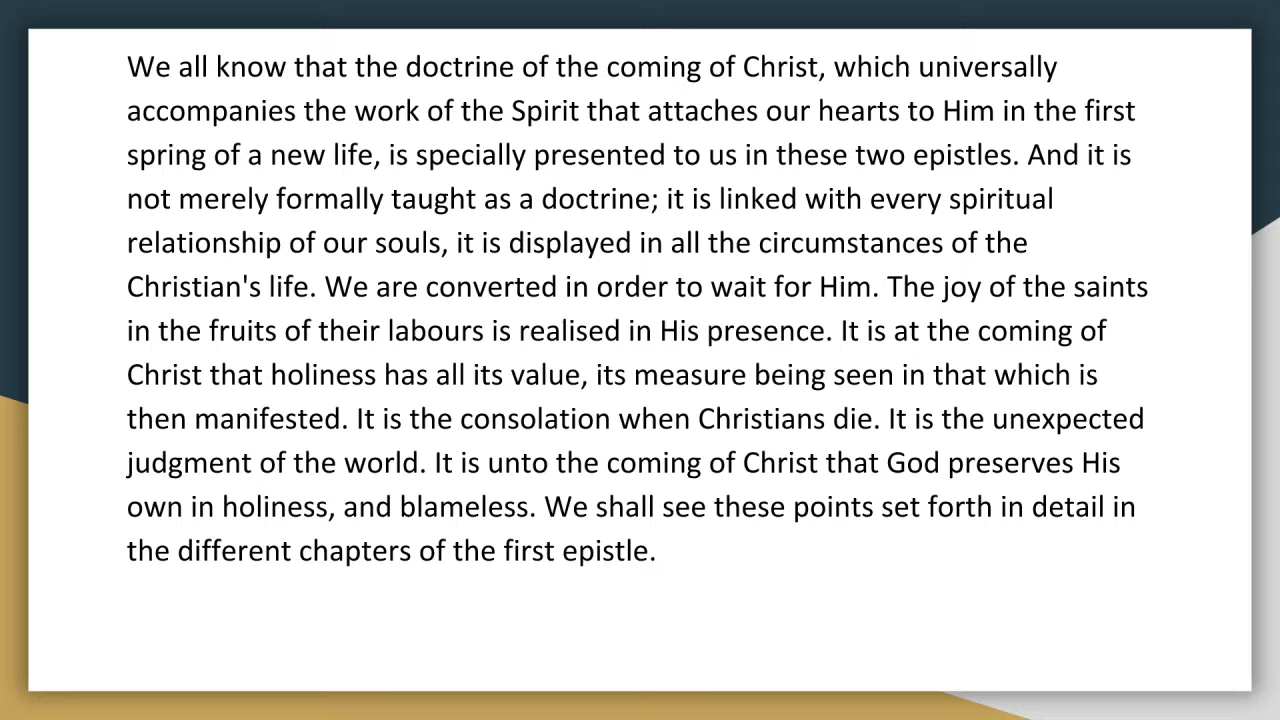 We all know that the doctrine of the coming of Christ, which universally
accompanies the work of the Spirit that attaches our hearts to Him in the first
spring of a new life, is specially presented to us in these two epistles. And it is
not merely formally taught as a doctrine; it is linked with every spiritual
relationship of our souls, it is displayed in all the circumstances of the
Christian's life. We are converted in order to wait for Him. The joy of the saints
in the fruits of their labours is realised in His presence. It is at the coming of
Christ that holiness has all its value, its measure being seen in that which is
then manifested. It is the consolation when Christians die. It is the unexpected
judgment of the world. It is unto the coming of Christ that God preserves His
own in holiness, and blameless. We shall see these points set forth in detail in
the different chapters of the first epistle.